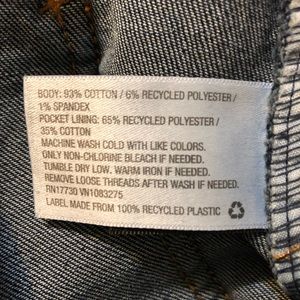 BODY: 93% COTTON / 6% RECYCLED POLYESTER /
1% SPANDEX
POCKET LINING: 65% RECYCLED POLYESTER /
35% COTTON
MACHINE WASH COLD WITH LIKE COLORS.
ONLY NON-CHLORINE BLEACH IF NEEDED.
TUMBLE DRY LOW. WARM IRON IF NEEDED.
REMOVE LOOSE THREADS AFTER WASH IF NEEDED.
RN17730 VN1083275
LABEL MADE FROM 100% RECYCLED PLASTIC